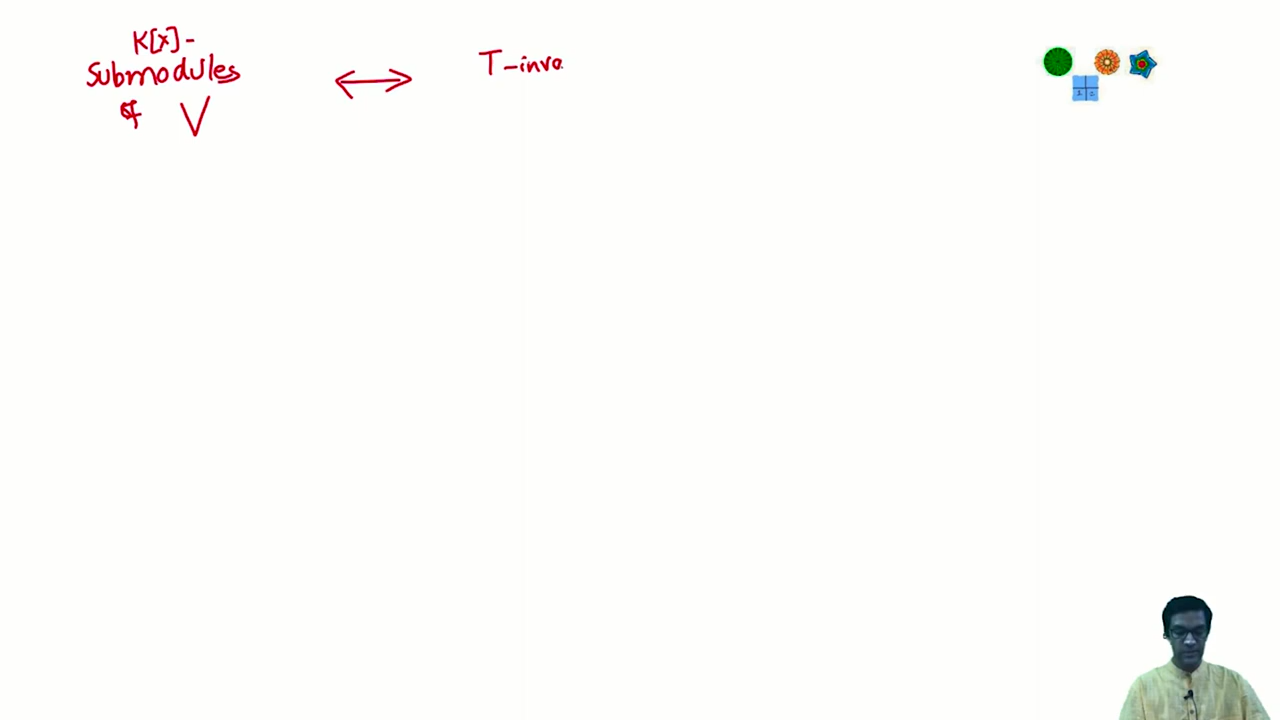 K[x]-
Submodules
of V
↔
T-inva